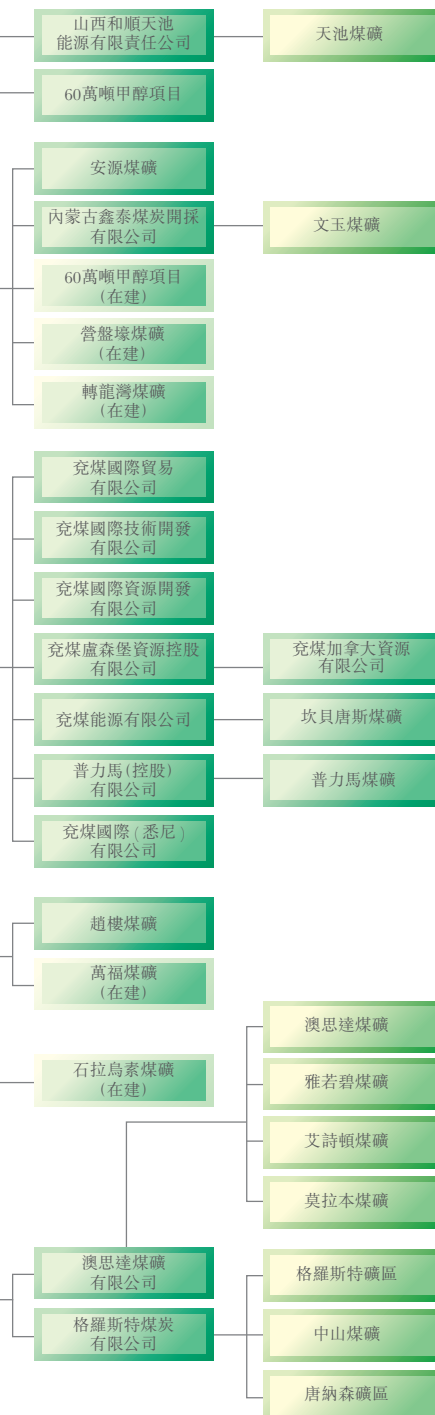 山西和順天池
能源有限責任公司
天池煤礦
60萬噸甲醇項目
安源煤礦
內蒙古鑫泰煤炭開採
有限公司
文玉煤礦
60萬噸甲醇項目
(在建)
營盤壕煤礦
(在建)
轉龍灣煤礦
(在建)
兗煤國際貿易
有限公司
兗煤國際技術開發
有限公司
兗煤國際資源開發
有限公司
兗煤盧森堡資源控股
有限公司
兗煤加拿大資源
有限公司
兗煤能源有限公司
坎貝唐斯煤礦
普力馬(控股)
有限公司
普力馬煤礦
兗煤國際(悉尼)
有限公司
趙樓煤礦
萬福煤礦
(在建)
石拉烏素煤礦
(在建)
澳思達煤礦
雅若碧煤礦
艾詩頓煤礦
莫拉本煤礦
澳思達煤礦
有限公司
格羅斯特煤炭
有限公司
格羅斯特礦區
中山煤礦
唐納森礦區